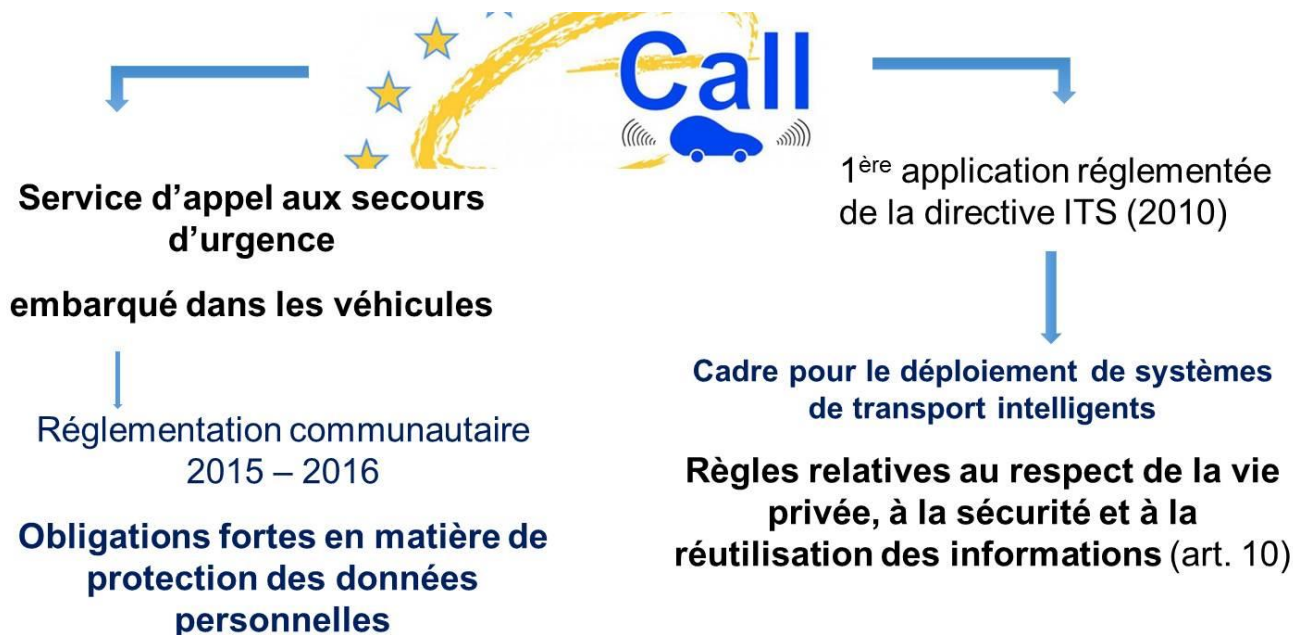 Call
Service d’appel aux secours
d’urgence
embarqué dans les véhicules
Réglementation communautaire
2015 – 2016
Obligations fortes en matière de
protection des données
personnelles
1ère application réglementée
de la directive ITS (2010)
Cadre pour le déploiement de systèmes
de transport intelligents
Règles relatives au respect de la vie
privée, à la sécurité et à la
réutilisation des informations (art. 10)